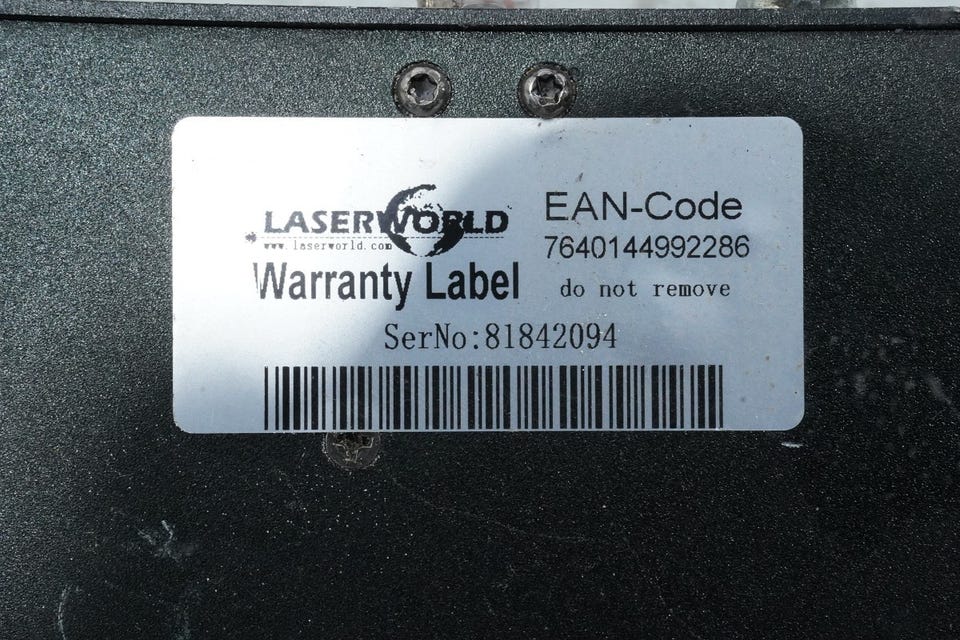 LASERWORLD
www.laserworld.com
Warranty Label
EAN-Code
7640144992286
do not remove
SerNo:81842094